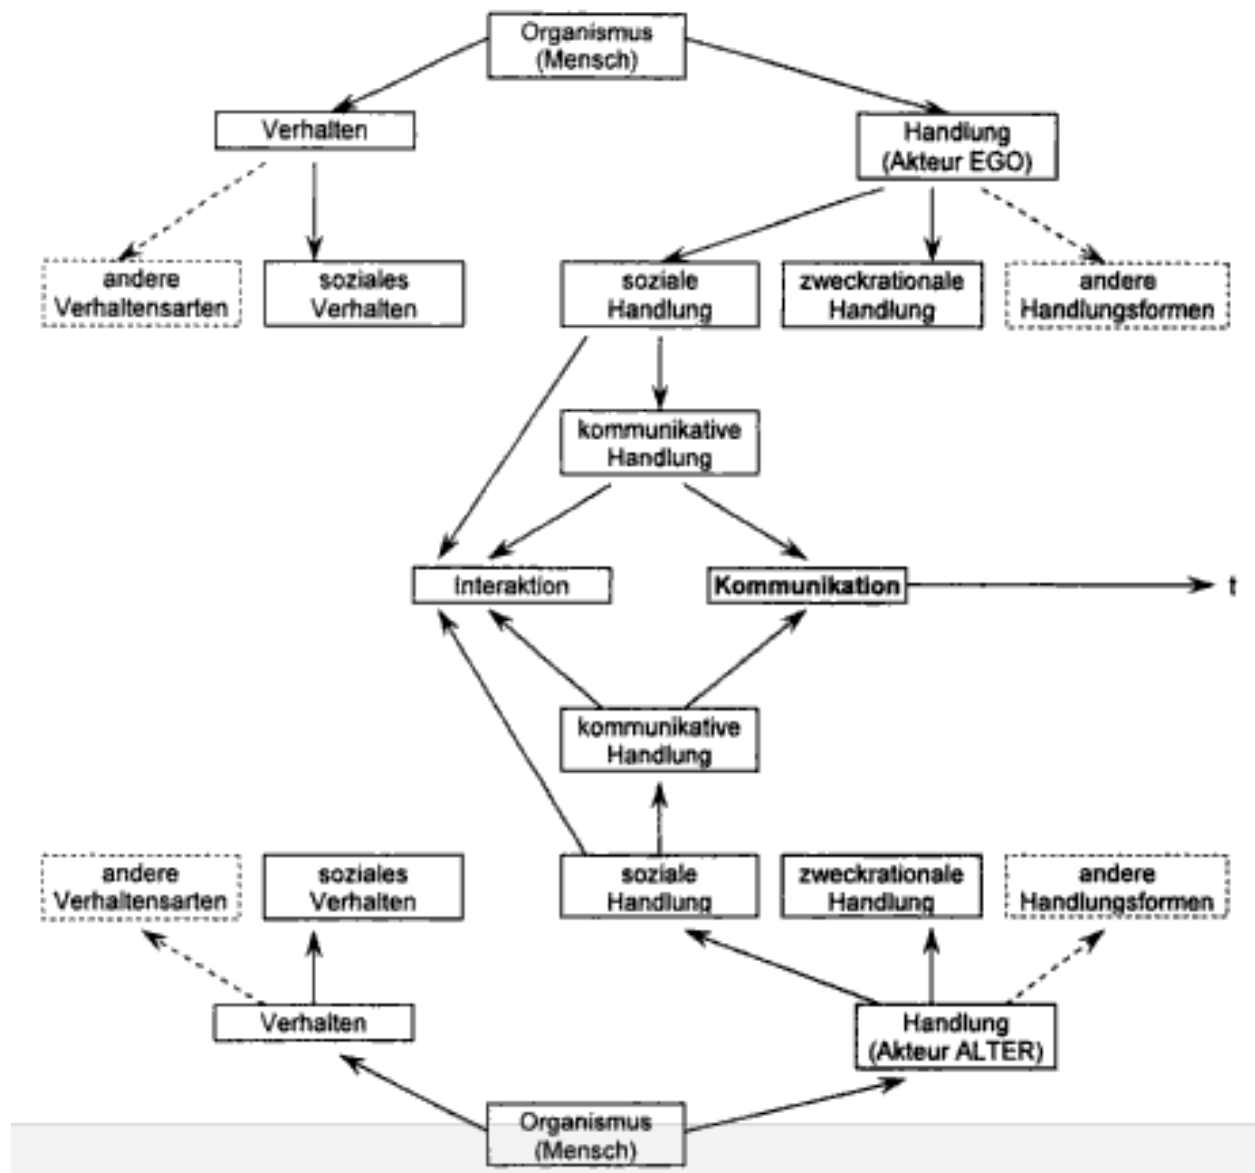 Organismus
(Mensch)
Verhalten
Handlung
(Akteur EGO)
andere
Verhaltensarten
soziales
Verhalten
soziale
Handlung
zweckrationale
Handlung
andere
Handlungsformen
kommunikative
Handlung
Interaktion
Kommunikation
t
kommunikative
Handlung
andere
Verhaltensarten
soziales
Verhalten
soziale
Handlung
zweckrationale
Handlung
andere
Handlungsformen
Verhalten
Handlung
(Akteur ALTER)
Organismus
(Mensch)